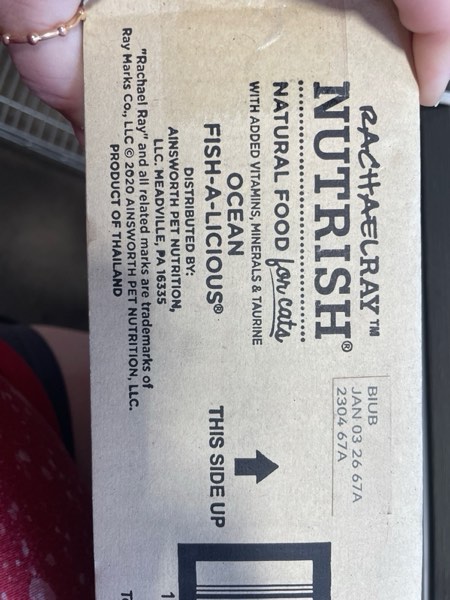 RACHAEL RAY™
NUTRISH®
NATURAL FOOD for cats
WITH ADDED VITAMINS, MINERALS & TAURINE
OCEAN
FISH-A-LICIOUS®
DISTRIBUTED BY:
AINSWORTH PET NUTRITION,
LLC. MEADVILLE, PA 16335
"Rachael Ray" and all related marks are trademarks of
Ray Marks Co., LLC © 2020 AINSWORTH PET NUTRITION, LLC.
PRODUCT OF THAILAND
BIUB
JAN 03 26 67A
2304 67A
THIS SIDE UP